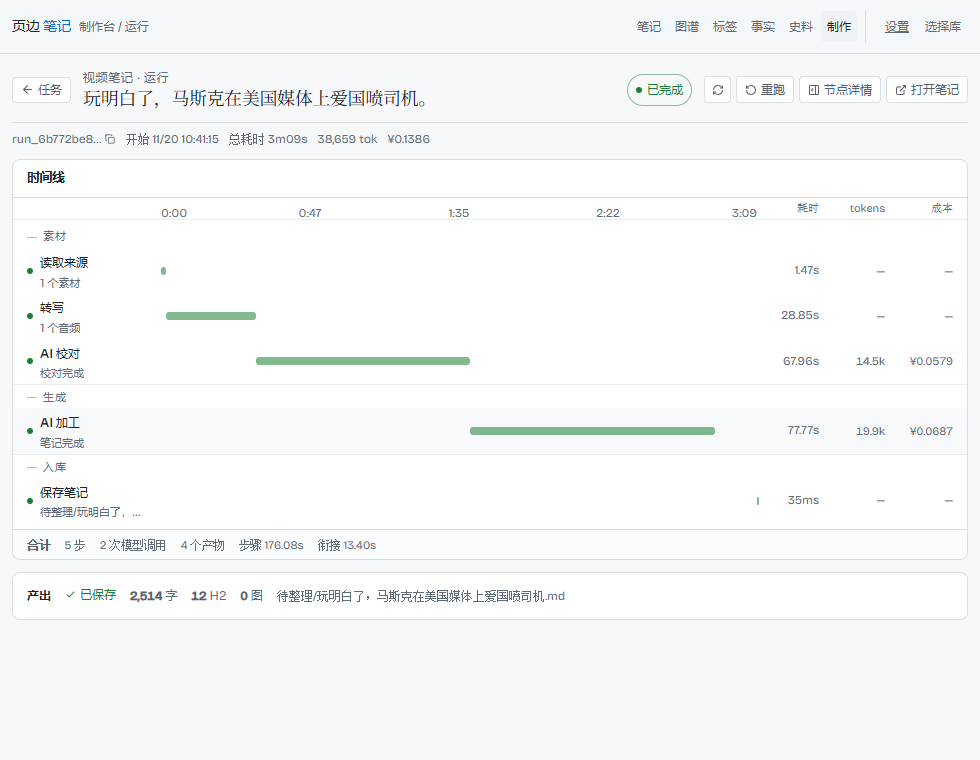 页边 笔记 制作台 / 运行 笔记 图谱 标签 事实 史料 制作 设置 选择库
← 任务
视频笔记 · 运行
玩明白了，马斯克在美国媒体上爱国喷司机。
已完成 重跑 节点详情 打开笔记
run_6b772be8... 开始 11/20 10:41:15 总耗时 3m09s 38,659 tok ¥0.1386
时间线
0:00 0:47 1:35 2:22 3:09 耗时 tokens 成本
— 素材
读取来源 1.47s – –
1 个素材
转写 28.85s – –
1 个音频
AI 校对 67.96s 14.5k ¥0.0579
校对完成
— 生成
AI 加工 77.77s 19.9k ¥0.0687
笔记完成
— 入库
保存笔记 35ms – –
待整理/玩明白了，...
合计 5 步 2 次模型调用 4 个产物 步骤 176.08s 衔接 13.40s
产出 ✓ 已保存 2,514 字 12 H2 0 图 待整理/玩明白了，马斯克在美国媒体上爱国喷司机.md